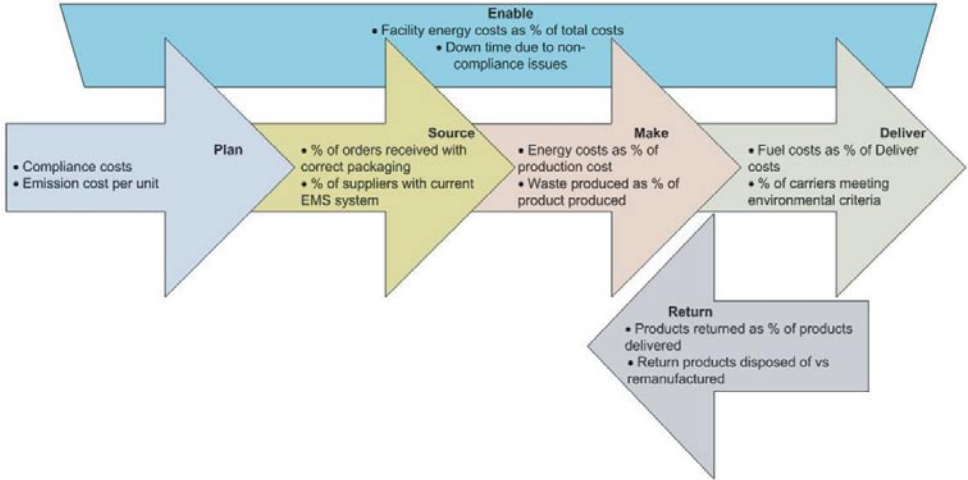 Enable
• Facility energy costs as % of total costs
• Down time due to non-
compliance issues
Plan
• Compliance costs
• Emission cost per unit
Source
• % of orders received with
correct packaging
• % of suppliers with current
EMS system
Make
• Energy costs as % of
production cost
• Waste produced as % of
product produced
Deliver
• Fuel costs as % of Deliver
costs
• % of carriers meeting
environmental criteria
Return
• Products returned as % of products
delivered
• Return products disposed of vs
remanufactured